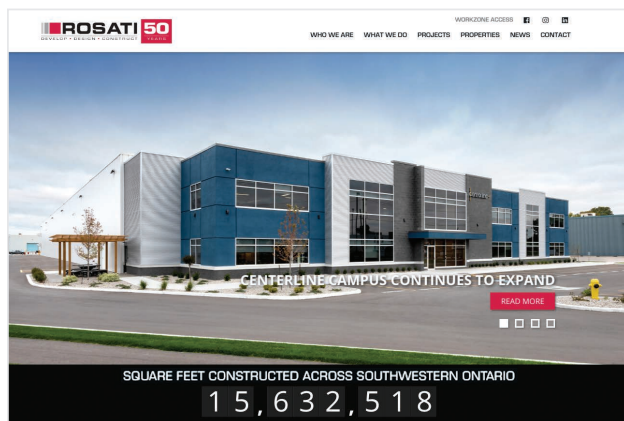 WORKZONE ACCESS
ROSATI 50
DEVELOP • DESIGN • CONSTRUCT YEARS
WHO WE ARE WHAT WE DO PROJECTS PROPERTIES NEWS CONTACT
CENTERLINE CAMPUS CONTINUES TO EXPAND
READ MORE
SQUARE FEET CONSTRUCTED ACROSS SOUTHWESTERN ONTARIO
15,632,518